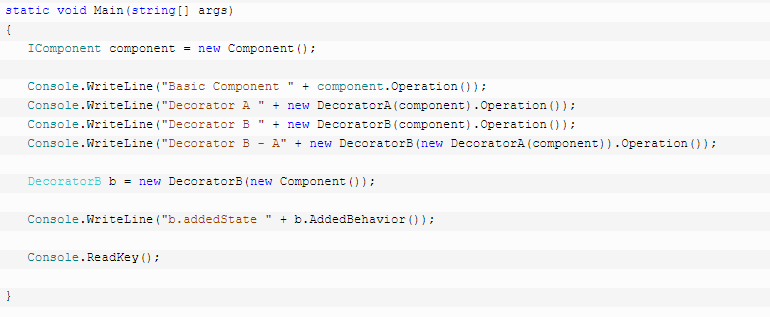 static void Main(string[] args)
{
IComponent component = new Component();
Console.WriteLine("Basic Component " + component.Operation());
Console.WriteLine("Decorator A " + new DecoratorA(component).Operation());
Console.WriteLine("Decorator B " + new DecoratorB(component).Operation());
Console.WriteLine("Decorator B - A" + new DecoratorB(new DecoratorA(component)).Operation());
DecoratorB b = new DecoratorB(new Component());
Console.WriteLine("b.addedState " + b.AddedBehavior());
Console.ReadKey();
}